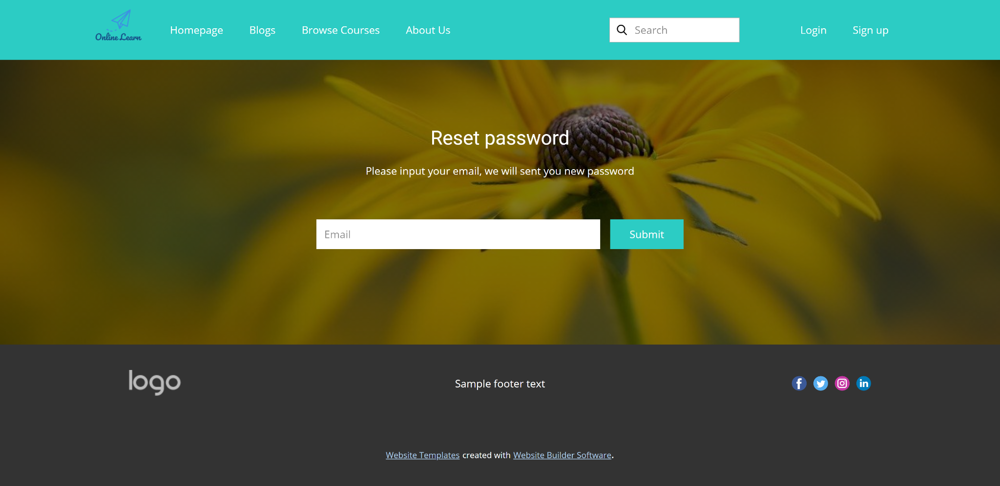 Online Learn
Homepage
Blogs
Browse Courses
About Us
Search
Login
Sign up
Reset password
Please input your email, we will sent you new password
Email
Submit
logo
Sample footer text
Website Templates created with Website Builder Software.